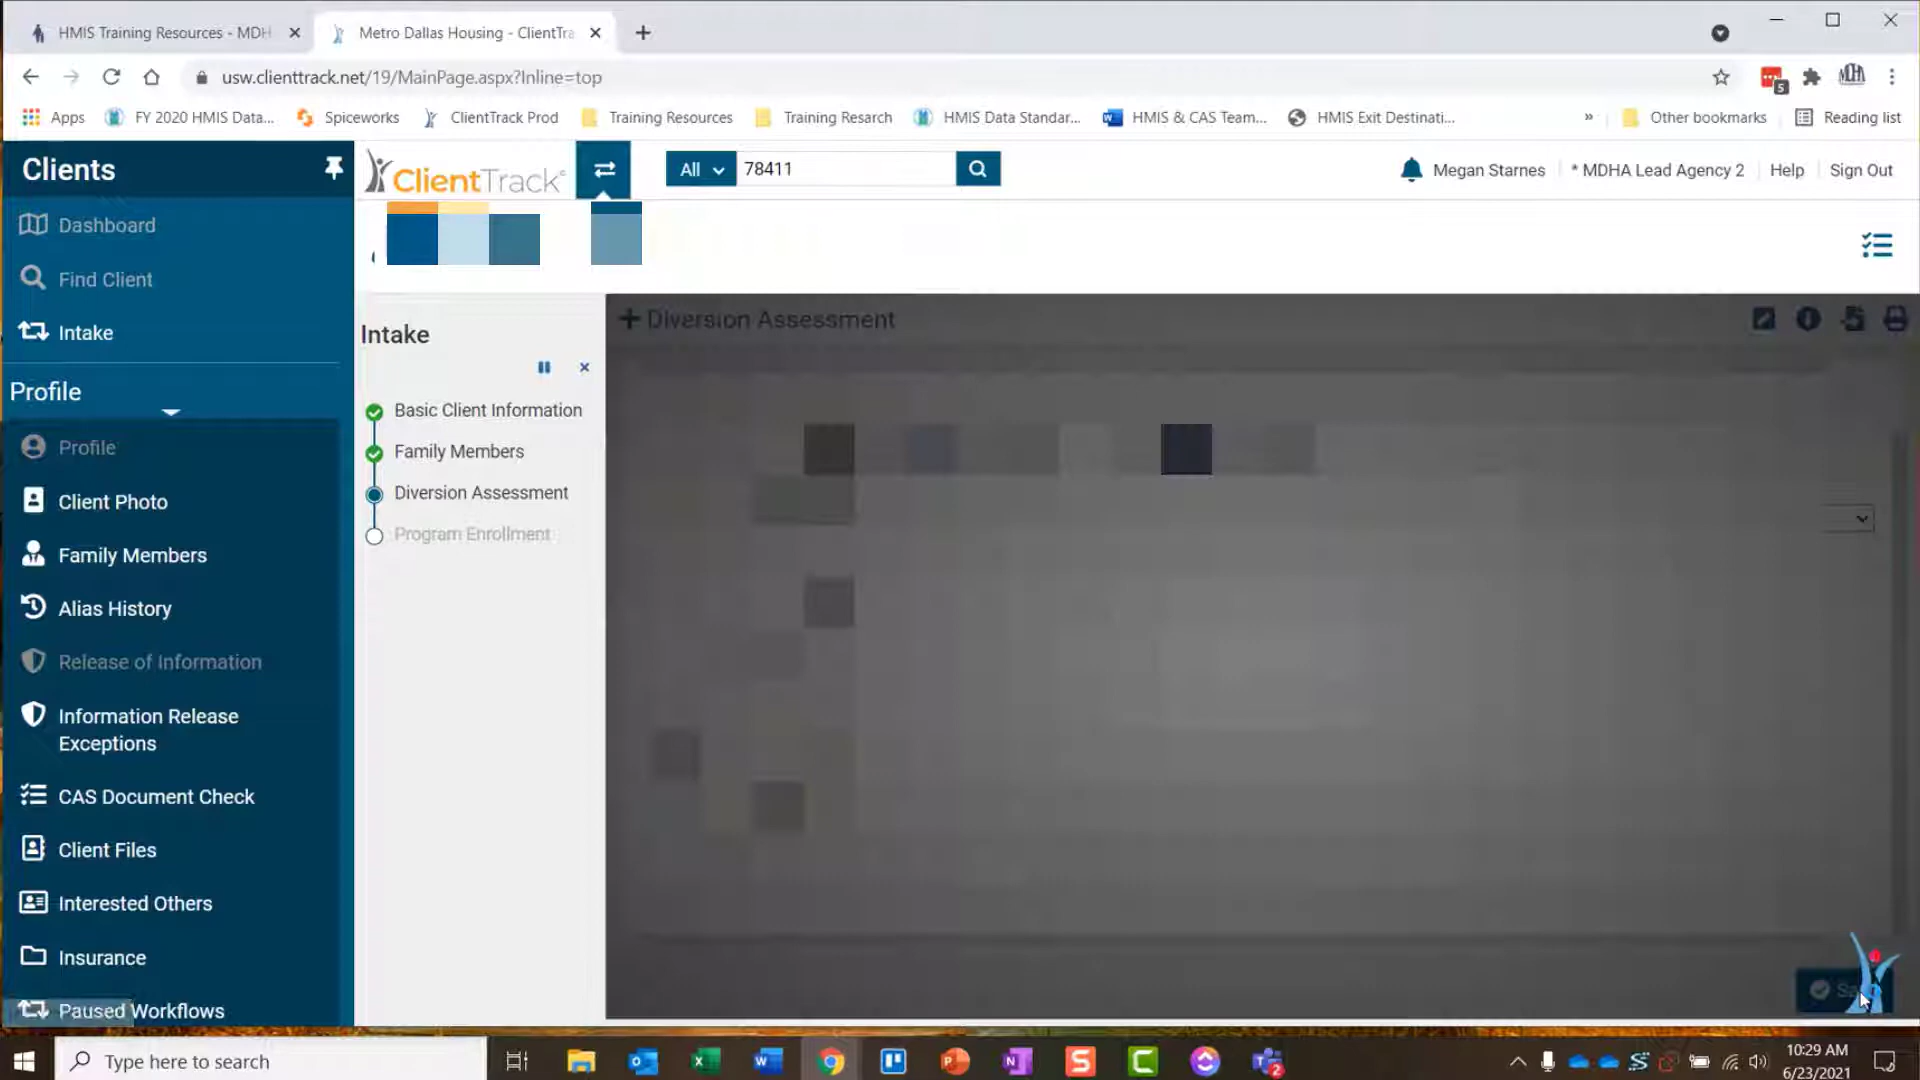 HMIS Training Resources - MDH
Metro Dallas Housing - ClientTra
usw.clienttrack.net/19/MainPage.aspx?Inline=top
5
Apps
FY 2020 HMIS Data...
Spiceworks
ClientTrack Prod
Training Resources
Training Resarch
HMIS Data Standar...
HMIS & CAS Team...
HMIS Exit Destinati...
»
Other bookmarks
Reading list
Clients
ClientTrack
All
78411
Megan Starnes
* MDHA Lead Agency 2
Help
Sign Out
Dashboard
Find Client
Intake
Profile
Profile
Client Photo
Family Members
Alias History
Release of Information
Information Release
Exceptions
CAS Document Check
Client Files
Interested Others
Insurance
Paused Workflows
Intake
Basic Client Information
Family Members
Diversion Assessment
Program Enrollment
Diversion Assessment
Type here to search
2
10:29 AM
6/23/2021